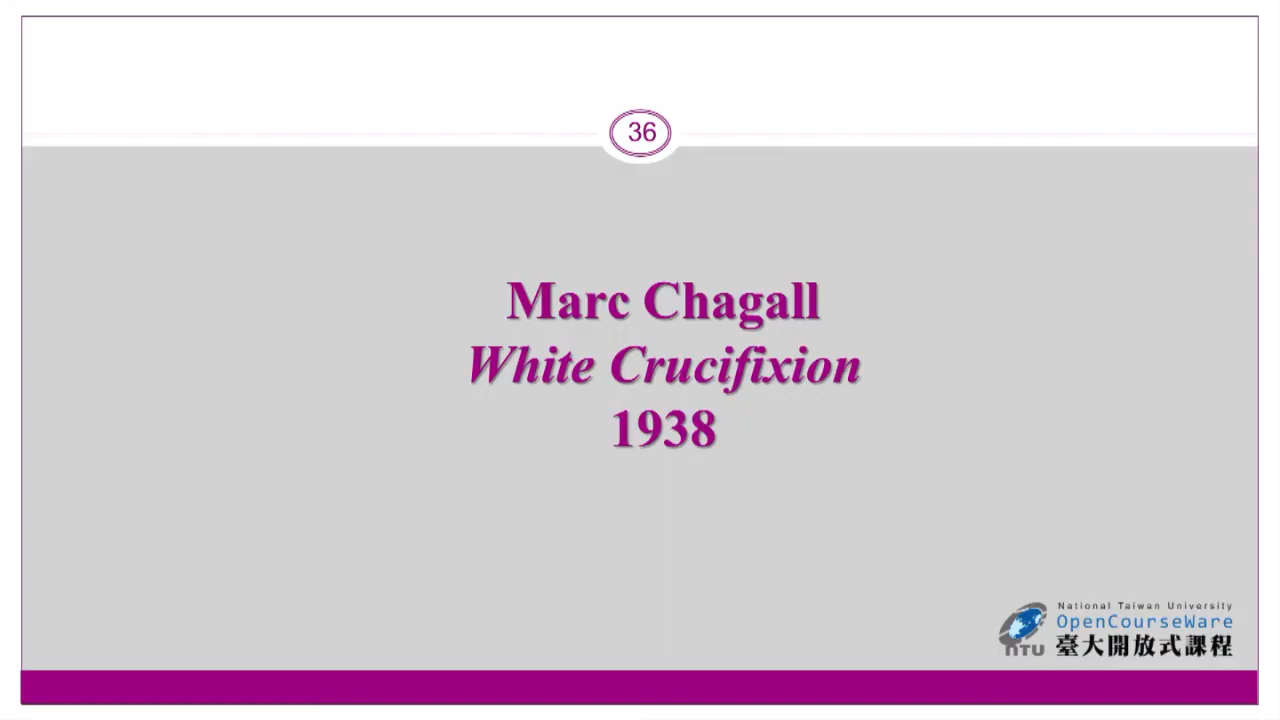 36
Marc Chagall
White Crucifixion
1938
National Taiwan University
OpenCourseWare
NTU 臺大開放式課程